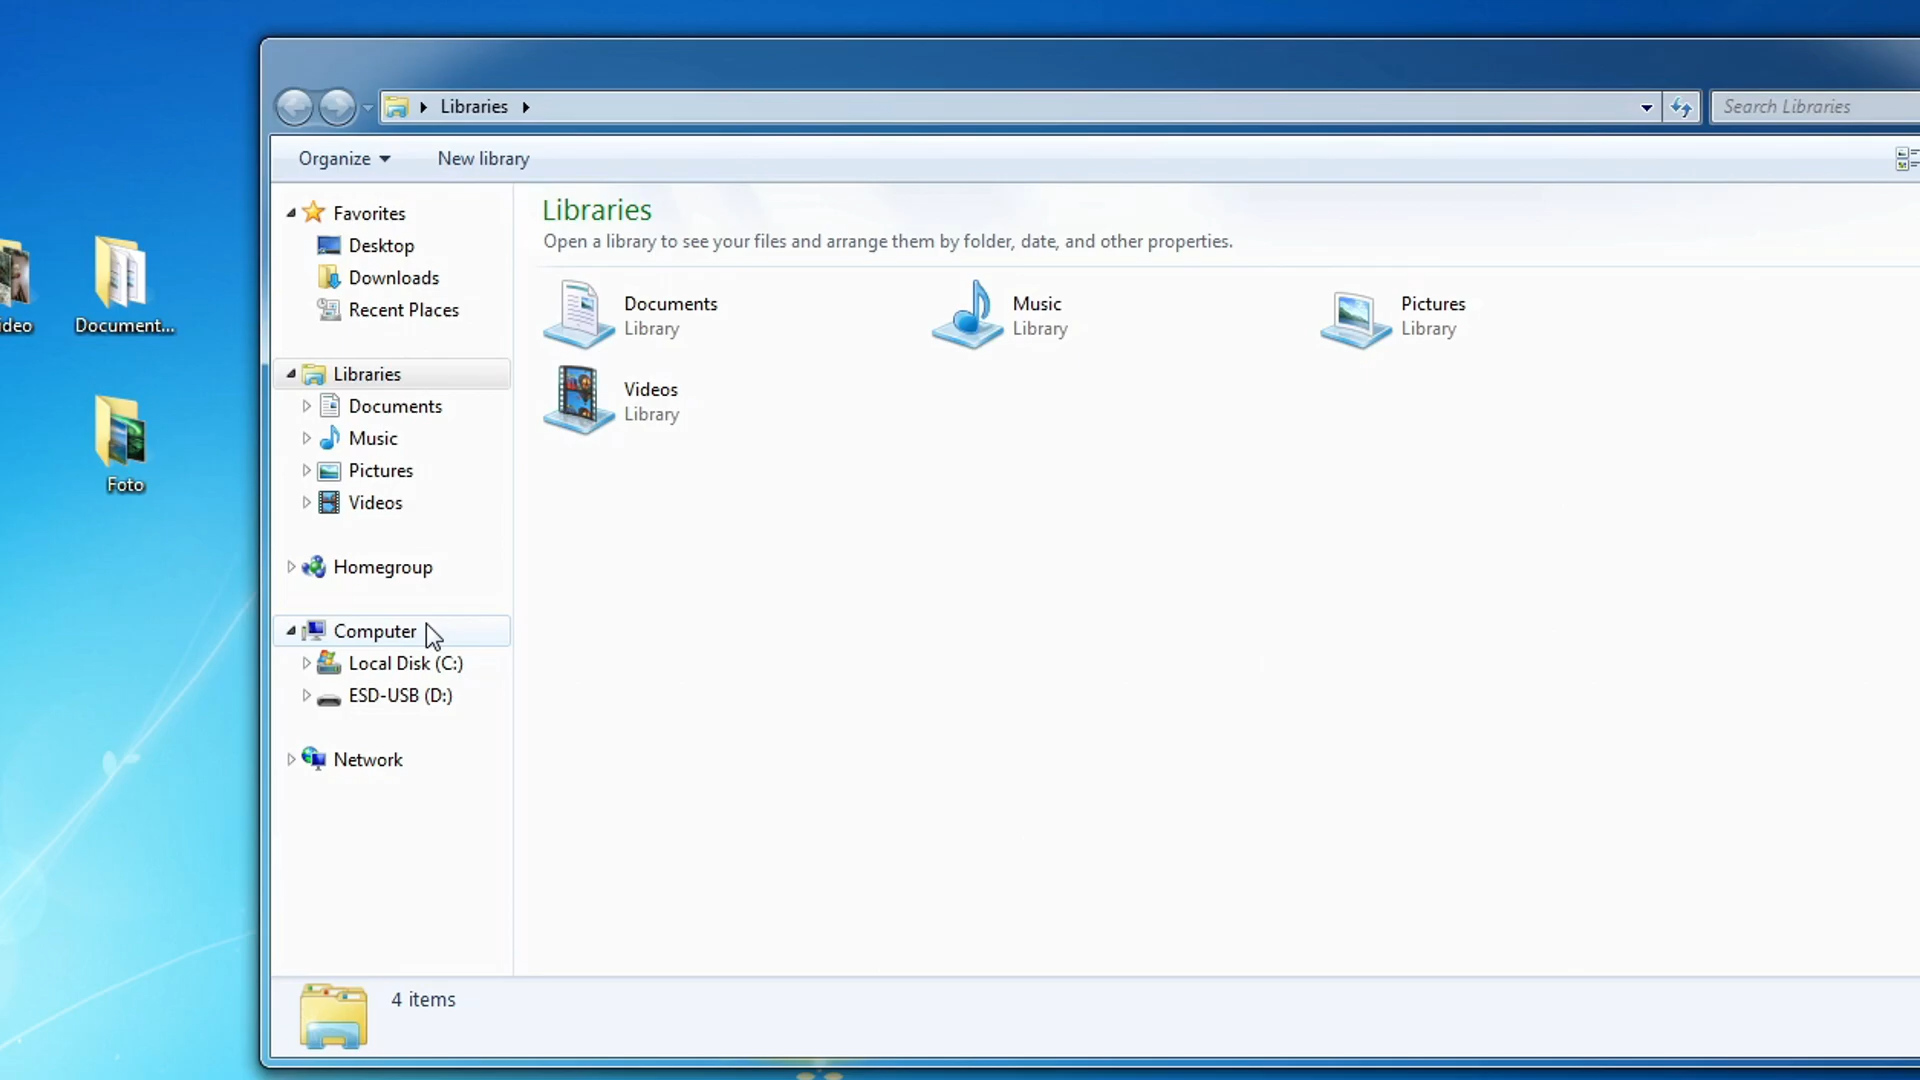 Libraries
Search Libraries
Organize
New library
Favorites
Desktop
Downloads
Recent Places
Libraries
Documents
Music
Pictures
Videos
Homegroup
Computer
Local Disk (C:)
ESD-USB (D:)
Network
Libraries
Open a library to see your files and arrange them by folder, date, and other properties.
Documents
Library
Music
Library
Pictures
Library
Videos
Library
4 items
ideo
Document...
Foto